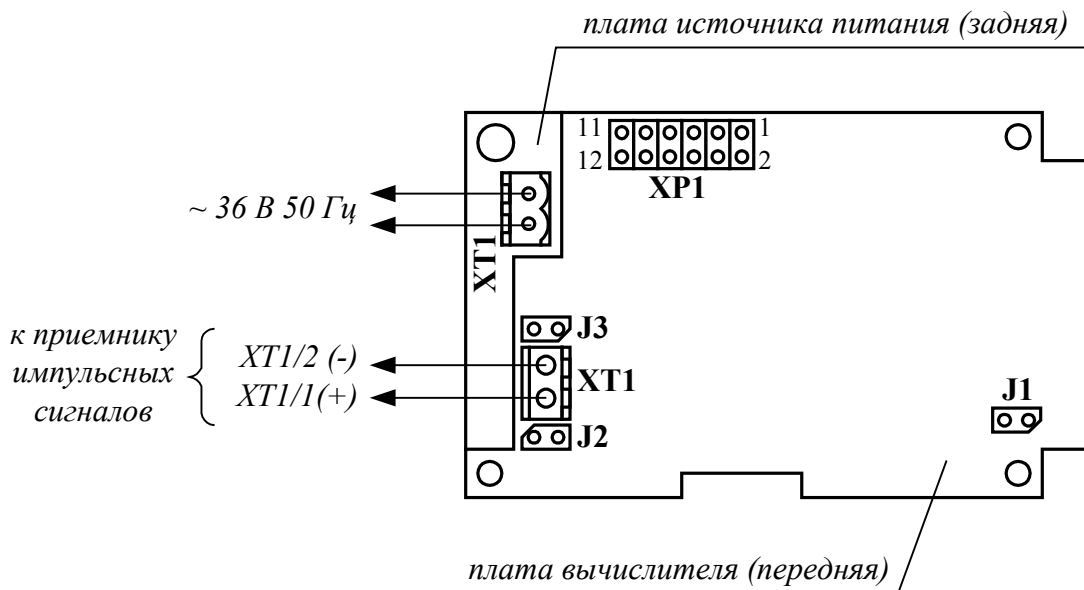 плата источника питания (задняя)
11
1
12
2
XP1
~ 36 В 50 Гц
XT1
J3
к приемнику
импульсных
сигналов
XT1/2 (-)
XT1/1(+)
XT1
J2
J1
плата вычислителя (передняя)